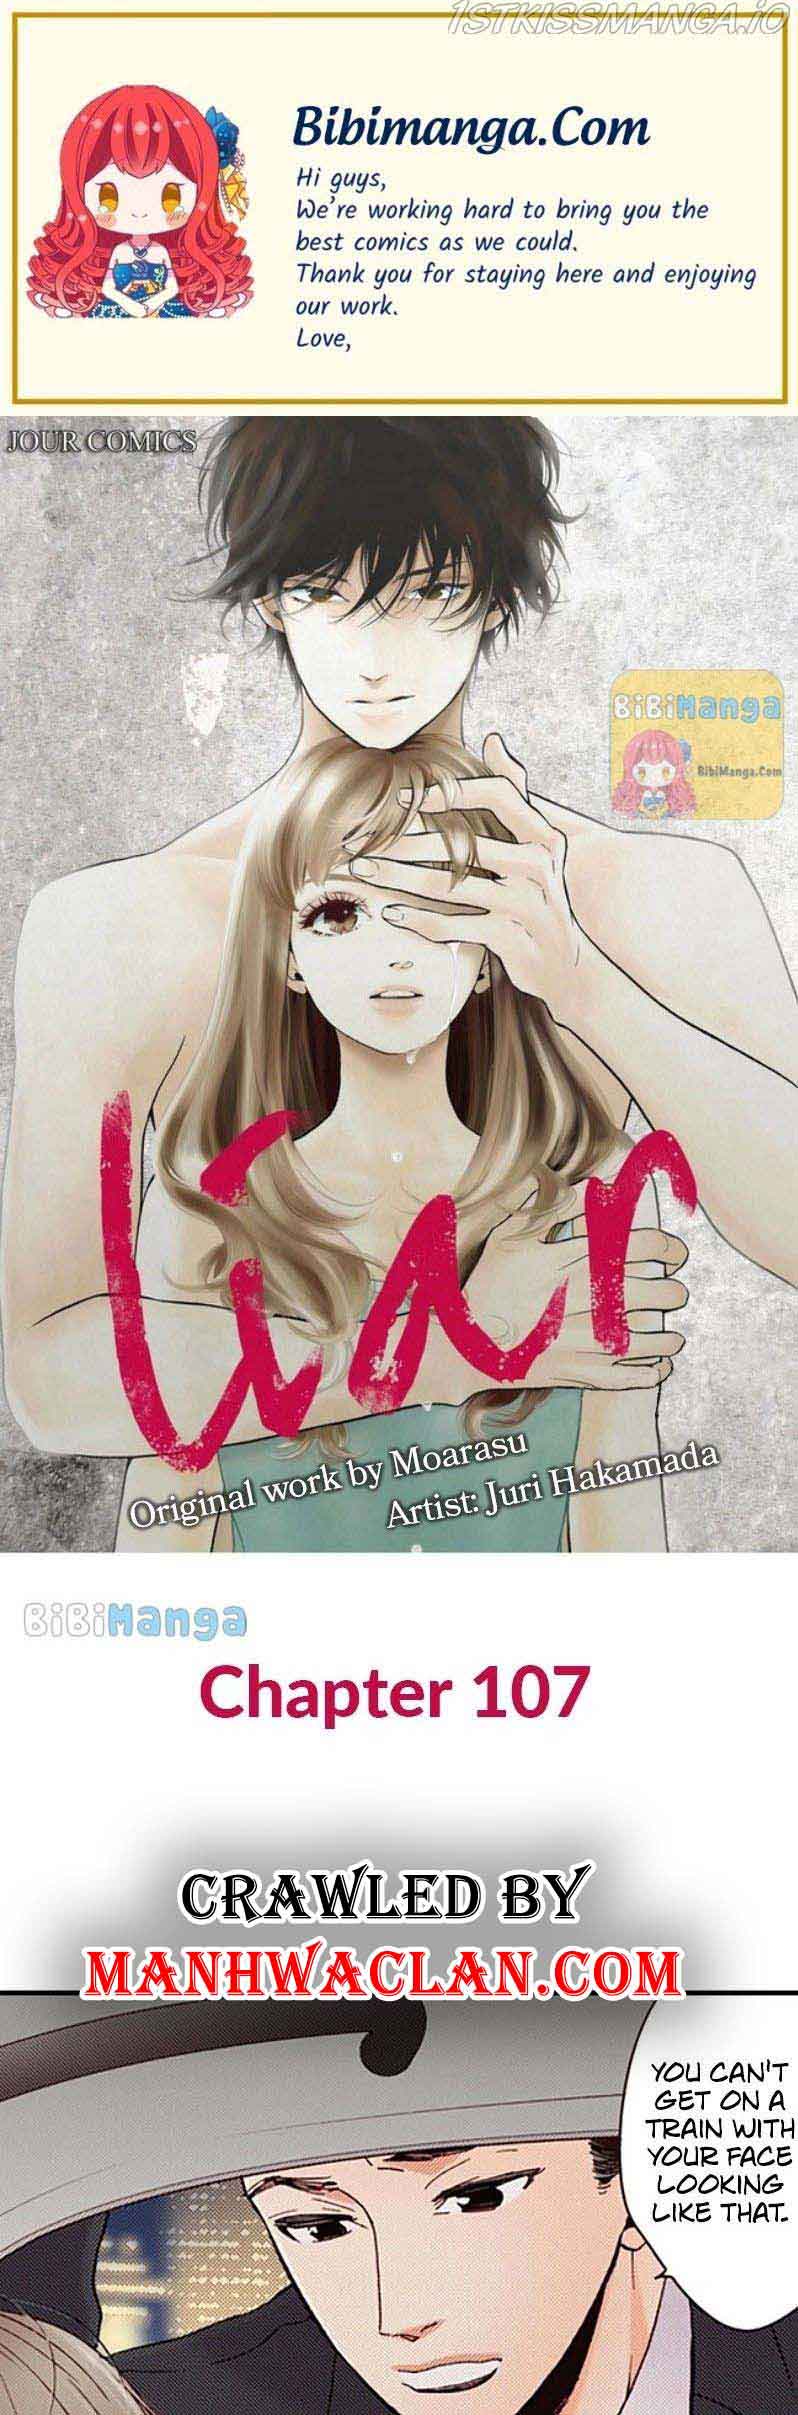 1STKISSMANGA.IO
Bibimanga.Com
Hi guys,
We're working hard to bring you the
best comics as we could.
Thank you for staying here and enjoying
our work.
Love,
JOUR COMICS
BiBiManga
BibiManga.Com
liar
Original work by Moarasu
Artist: Juri Hakamada
BiBiManga
Chapter 107
CRAWLED BY
MANHWACLAN.COM
YOU CAN'T
GET ON A
TRAIN WITH
YOUR FACE
LOOKING
LIKE THAT.